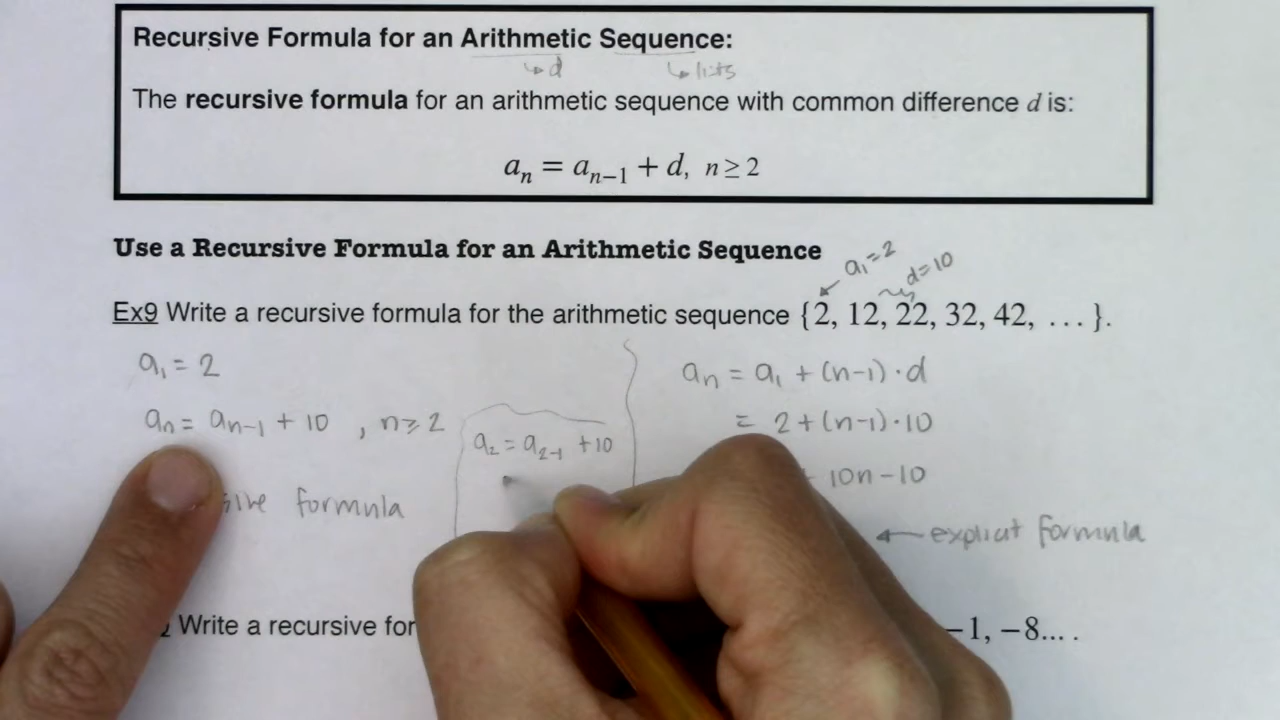 Recursive Formula for an Arithmetic Sequence:
↳ d ↳ lists
The recursive formula for an arithmetic sequence with common difference d is:
aₙ = aₙ₋₁ + d, n ≥ 2
Use a Recursive Formula for an Arithmetic Sequence
a₁ = 2 d = 10
Ex9 Write a recursive formula for the arithmetic sequence {2, 12, 22, 32, 42, … }.
a₁ = 2
aₙ = aₙ₋₁ + 10 , n ≥ 2
formula
a₂ = a₂₋₁ + 10
aₙ = a₁ + (n-1) · d
= 2 + (n-1) · 10
10n - 10
← explicit formula
Write a recursive for
−1, −8... .